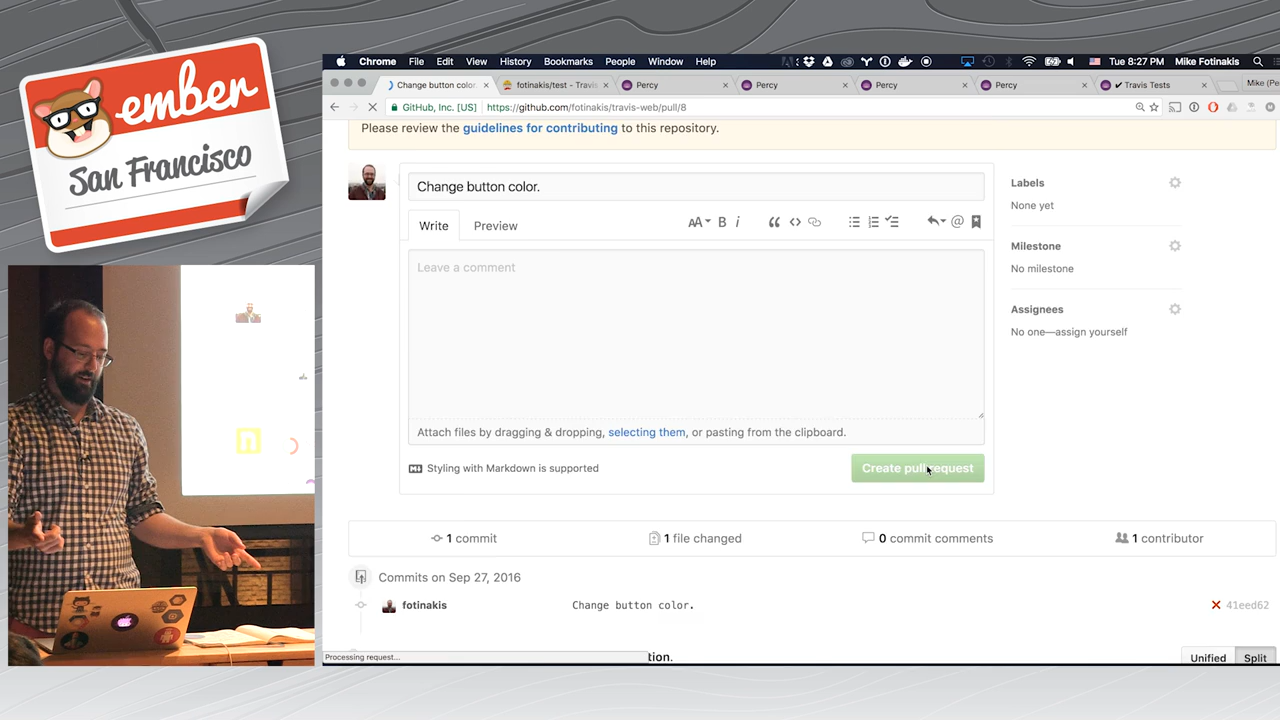 ember
San Francisco
Chrome File Edit View History Bookmarks People Window Help
Tue 8:27 PM Mike Fotinakis
Change button color.
fotinakis/test - Travis
Percy
Percy
Percy
Percy
✔ Travis Tests
Mike (Pe
GitHub, Inc. [US] https://github.com/fotinakis/travis-web/pull/8
Please review the guidelines for contributing to this repository.
Change button color.
Write Preview
AA B i
Leave a comment
Attach files by dragging & dropping, selecting them, or pasting from the clipboard.
Styling with Markdown is supported
Create pull request
Labels
None yet
Milestone
No milestone
Assignees
No one—assign yourself
1 commit
1 file changed
0 commit comments
1 contributor
Commits on Sep 27, 2016
fotinakis Change button color. 41eed62
Processing request...
tion.
Unified Split